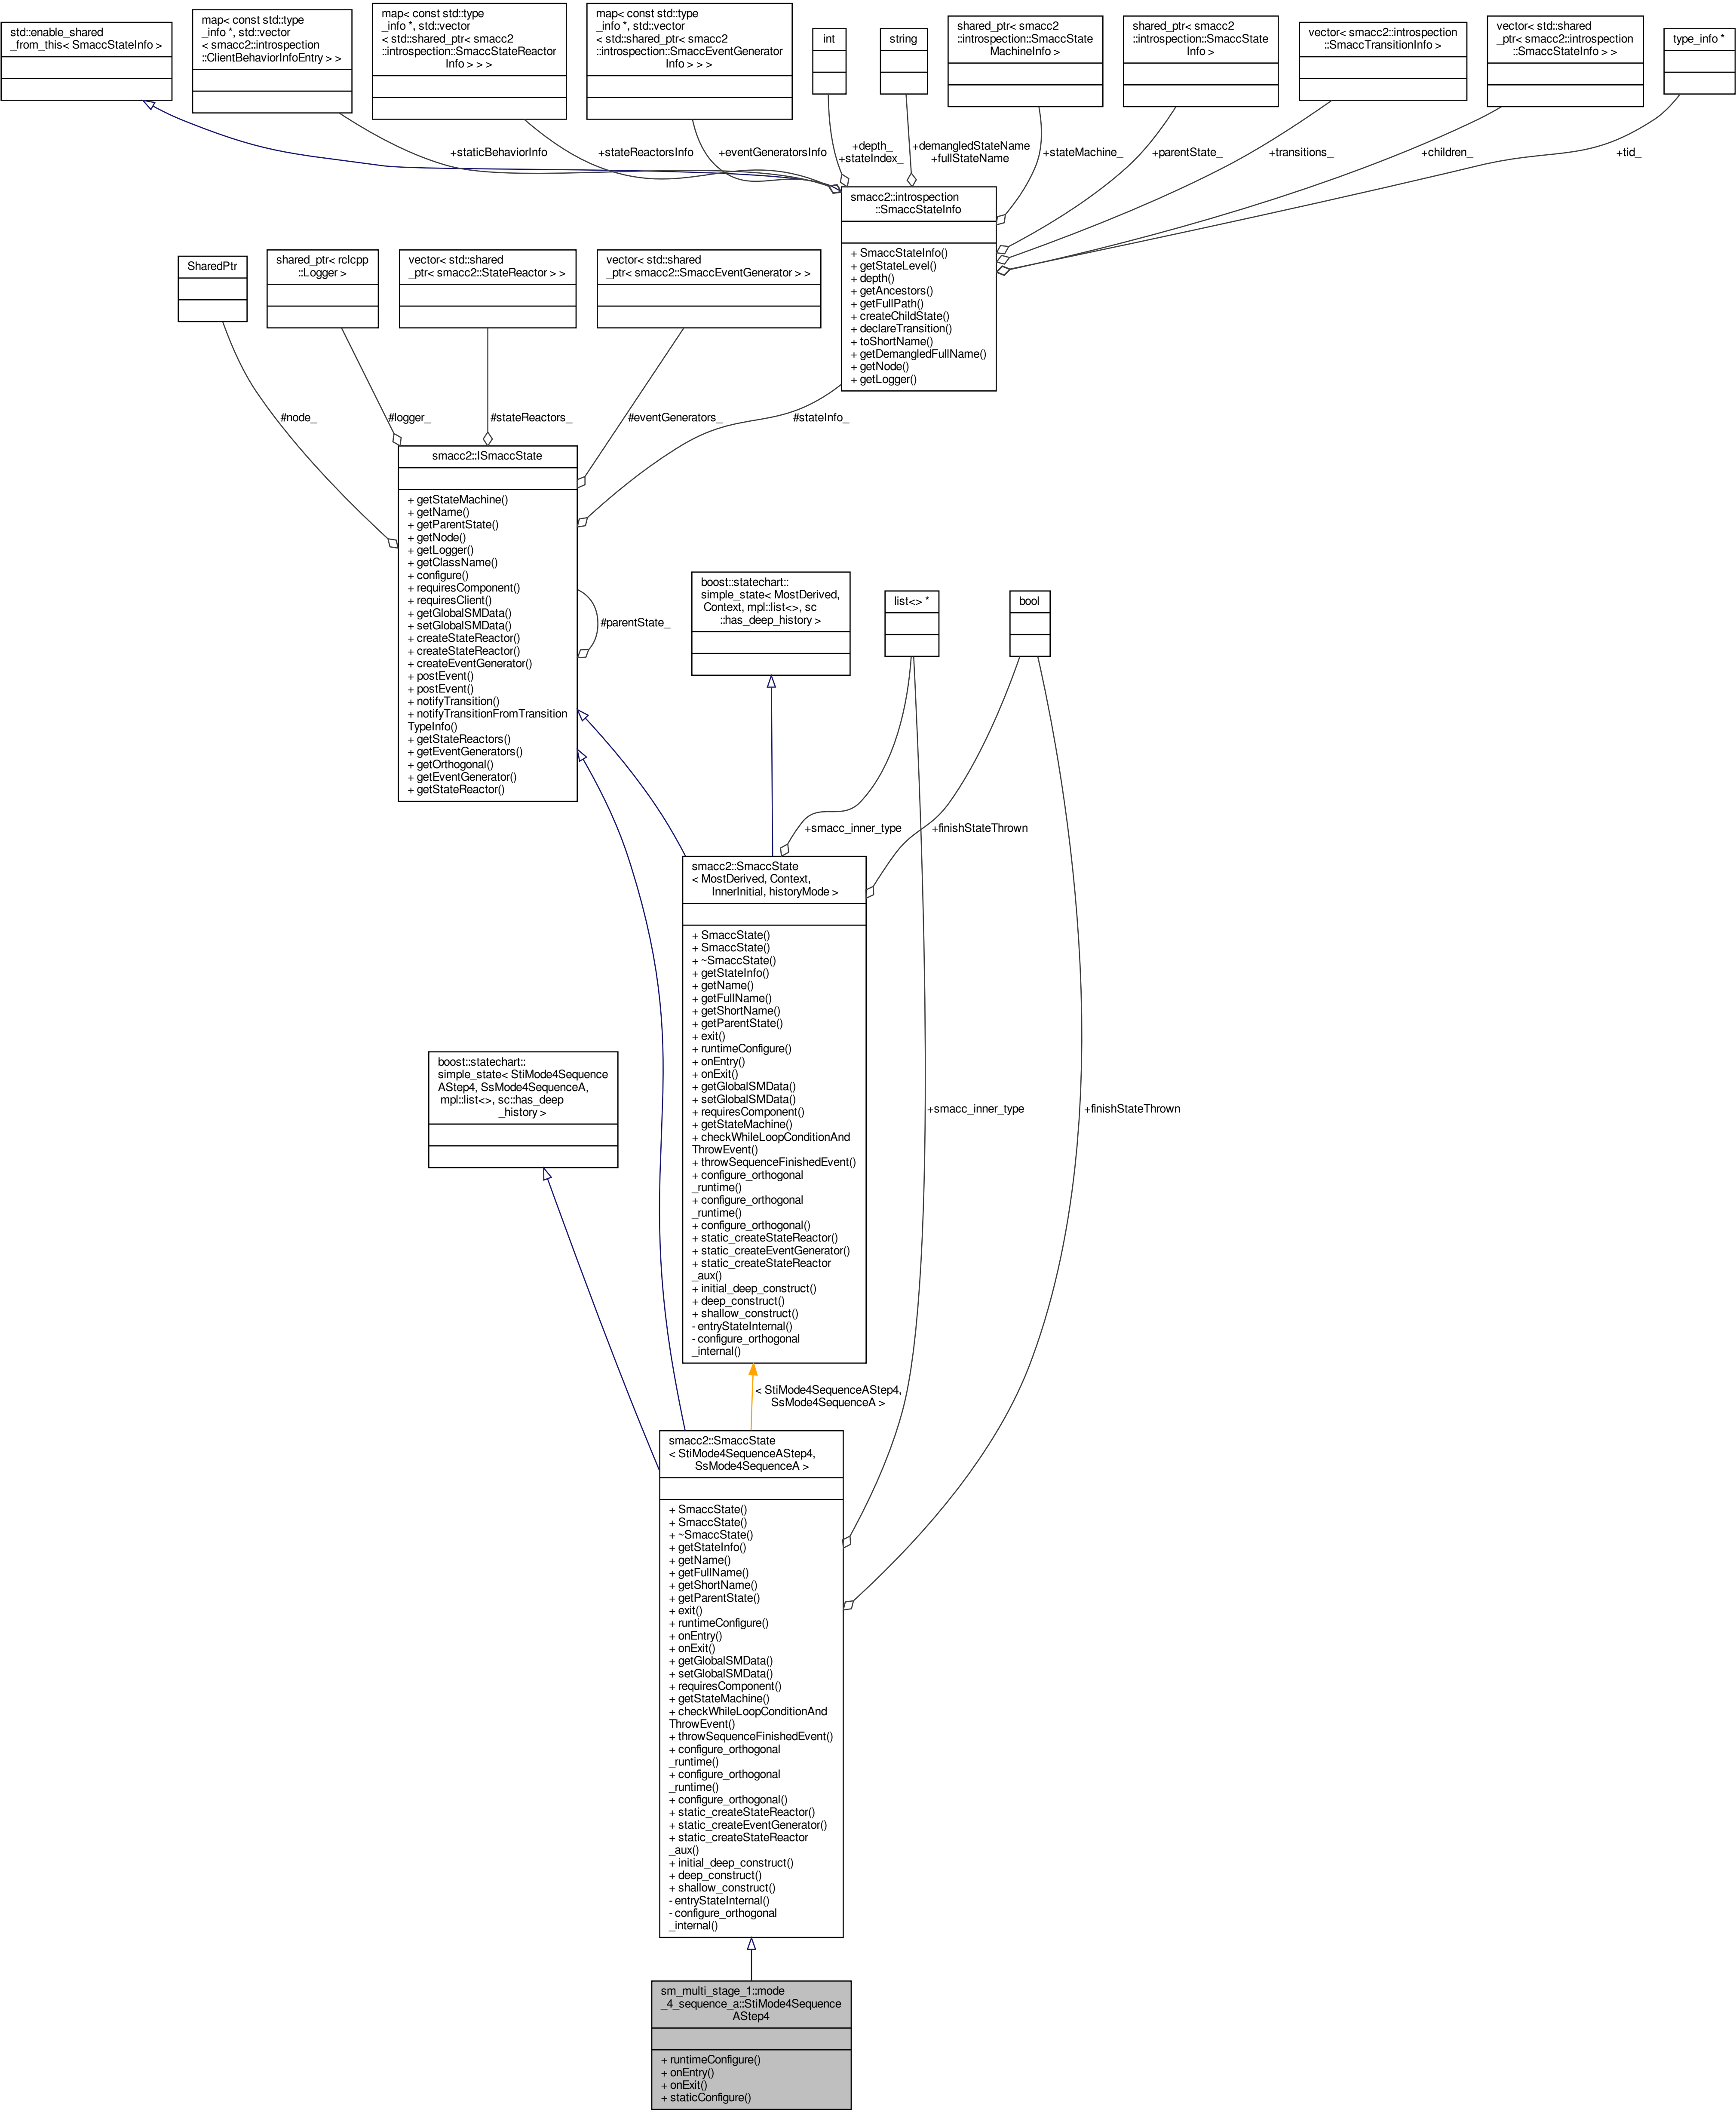 std::enable_shared
_from_this< SmaccStateInfo >
map< const std::type
_info *, std::vector
< smacc2::introspection
::ClientBehaviorInfoEntry > >
map< const std::type
_info *, std::vector
< std::shared_ptr< smacc2
::introspection::SmaccStateReactor
Info > > >
map< const std::type
_info *, std::vector
< std::shared_ptr< smacc2
::introspection::SmaccEventGenerator
Info > > >
int
string
shared_ptr< smacc2
::introspection::SmaccState
MachineInfo >
shared_ptr< smacc2
::introspection::SmaccState
Info >
vector< smacc2::introspection
::SmaccTransitionInfo >
vector< std::shared
_ptr< smacc2::introspection
::SmaccStateInfo > >
type_info *
+staticBehaviorInfo
+stateReactorsInfo
+eventGeneratorsInfo
+depth_
+stateIndex_
+demangledStateName
+fullStateName
+stateMachine_
+parentState_
+transitions_
+children_
+tid_
smacc2::introspection
::SmaccStateInfo
+ SmaccStateInfo()
+ getStateLevel()
+ depth()
+ getAncestors()
+ getFullPath()
+ createChildState()
+ declareTransition()
+ toShortName()
+ getDemangledFullName()
+ getNode()
+ getLogger()
SharedPtr
shared_ptr< rclcpp
::Logger >
vector< std::shared
_ptr< smacc2::StateReactor > >
vector< std::shared
_ptr< smacc2::SmaccEventGenerator > >
#node_
#logger_
#stateReactors_
#eventGenerators_
#stateInfo_
smacc2::ISmaccState
+ getStateMachine()
+ getName()
+ getParentState()
+ getNode()
+ getLogger()
+ getClassName()
+ configure()
+ requiresComponent()
+ requiresClient()
+ getGlobalSMData()
+ setGlobalSMData()
+ createStateReactor()
+ createStateReactor()
+ createEventGenerator()
+ postEvent()
+ postEvent()
+ notifyTransition()
+ notifyTransitionFromTransition
TypeInfo()
+ getStateReactors()
+ getEventGenerators()
+ getOrthogonal()
+ getEventGenerator()
+ getStateReactor()
#parentState_
boost::statechart::
simple_state< MostDerived,
Context, mpl::list<>, sc
::has_deep_history >
list<> *
bool
+smacc_inner_type
+finishStateThrown
smacc2::SmaccState
< MostDerived, Context,
InnerInitial, historyMode >
+ SmaccState()
+ SmaccState()
+ ~SmaccState()
+ getStateInfo()
+ getName()
+ getFullName()
+ getShortName()
+ getParentState()
+ exit()
+ runtimeConfigure()
+ onEntry()
+ onExit()
+ getGlobalSMData()
+ setGlobalSMData()
+ requiresComponent()
+ getStateMachine()
+ checkWhileLoopConditionAnd
ThrowEvent()
+ throwSequenceFinishedEvent()
+ configure_orthogonal
_runtime()
+ configure_orthogonal
_runtime()
+ configure_orthogonal()
+ static_createStateReactor()
+ static_createEventGenerator()
+ static_createStateReactor
_aux()
+ initial_deep_construct()
+ deep_construct()
+ shallow_construct()
- entryStateInternal()
- configure_orthogonal
_internal()
boost::statechart::
simple_state< StiMode4Sequence
AStep4, SsMode4SequenceA,
mpl::list<>, sc::has_deep
_history >
+smacc_inner_type
+finishStateThrown
< StiMode4SequenceAStep4,
SsMode4SequenceA >
smacc2::SmaccState
< StiMode4SequenceAStep4,
SsMode4SequenceA >
+ SmaccState()
+ SmaccState()
+ ~SmaccState()
+ getStateInfo()
+ getName()
+ getFullName()
+ getShortName()
+ getParentState()
+ exit()
+ runtimeConfigure()
+ onEntry()
+ onExit()
+ getGlobalSMData()
+ setGlobalSMData()
+ requiresComponent()
+ getStateMachine()
+ checkWhileLoopConditionAnd
ThrowEvent()
+ throwSequenceFinishedEvent()
+ configure_orthogonal
_runtime()
+ configure_orthogonal
_runtime()
+ configure_orthogonal()
+ static_createStateReactor()
+ static_createEventGenerator()
+ static_createStateReactor
_aux()
+ initial_deep_construct()
+ deep_construct()
+ shallow_construct()
- entryStateInternal()
- configure_orthogonal
_internal()
sm_multi_stage_1::mode
_4_sequence_a::StiMode4Sequence
AStep4
+ runtimeConfigure()
+ onEntry()
+ onExit()
+ staticConfigure()